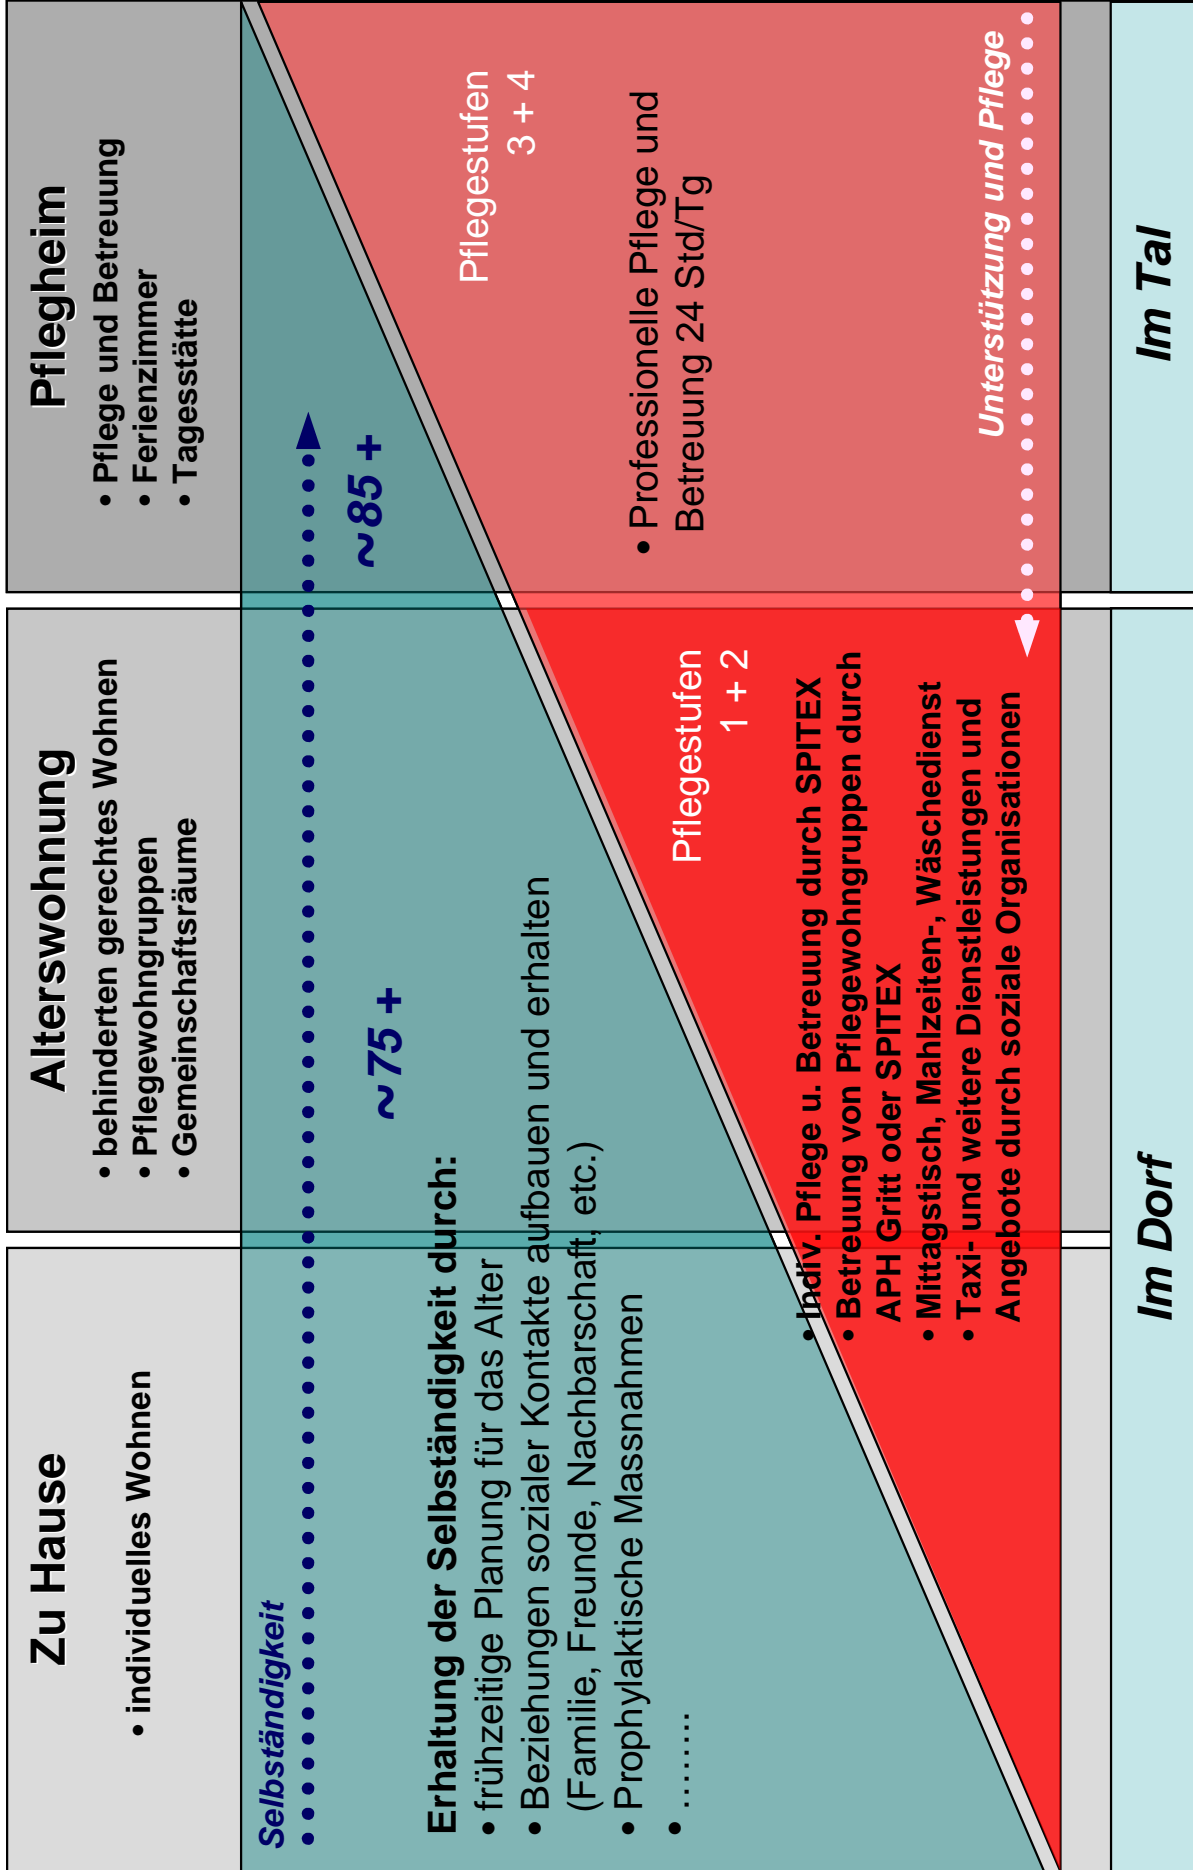 Zu Hause
• individuelles Wohnen
Alterswohnung
• behinderten gerechtes Wohnen
• Pflegewohngruppen
• Gemeinschaftsräume
Pflegheim
• Pflege und Betreuung
• Ferienzimmer
• Tagesstätte
Selbständigkeit
~75 +
~85 +
Erhaltung der Selbständigkeit durch:
• frühzeitige Planung für das Alter
• Beziehungen sozialer Kontakte aufbauen und erhalten
(Familie, Freunde, Nachbarschaft, etc.)
• Prophylaktische Massnahmen
• ………
Pflegestufen
1 + 2
Pflegestufen
3 + 4
• Indiv. Pflege u. Betreuung durch SPITEX
• Betreuung von Pflegewohngruppen durch
APH Gritt oder SPITEX
• Mittagstisch, Mahlzeiten-, Wäschedienst
• Taxi- und weitere Dienstleistungen und
Angebote durch soziale Organisationen
• Professionelle Pflege und
Betreuung 24 Std/Tg
Unterstützung und Pflege
Im Dorf
Im Tal